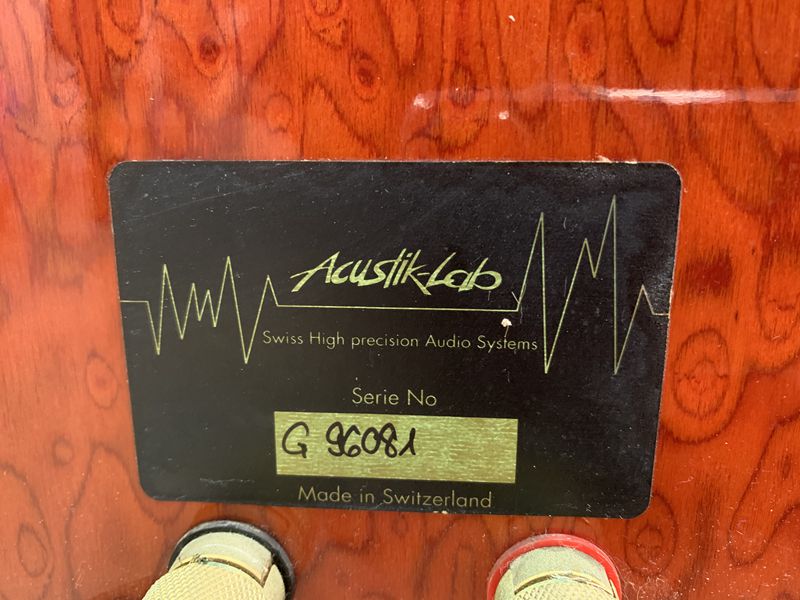 Acustik-Lab
Swiss High precision Audio Systems
Serie No
G 96081
Made in Switzerland